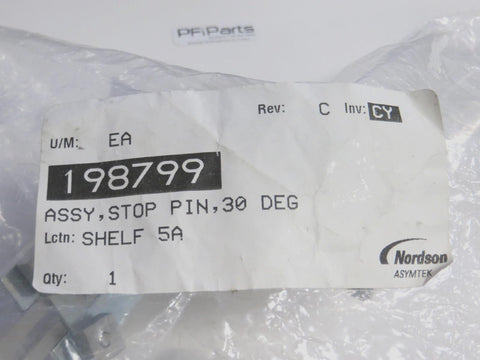 PFiParts
Rev: C Inv: CY
U/M: EA
198799
ASSY,STOP PIN,30 DEG
Lctn: SHELF 5A
Nordson
ASYMTEK
Qty: 1